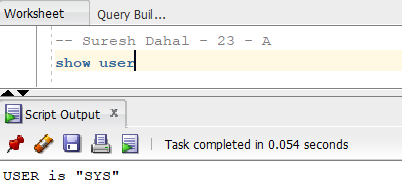 Worksheet Query Buil...
-- Suresh Dahal - 23 - A
show user
Script Output x
Task completed in 0.054 seconds
USER is "SYS"